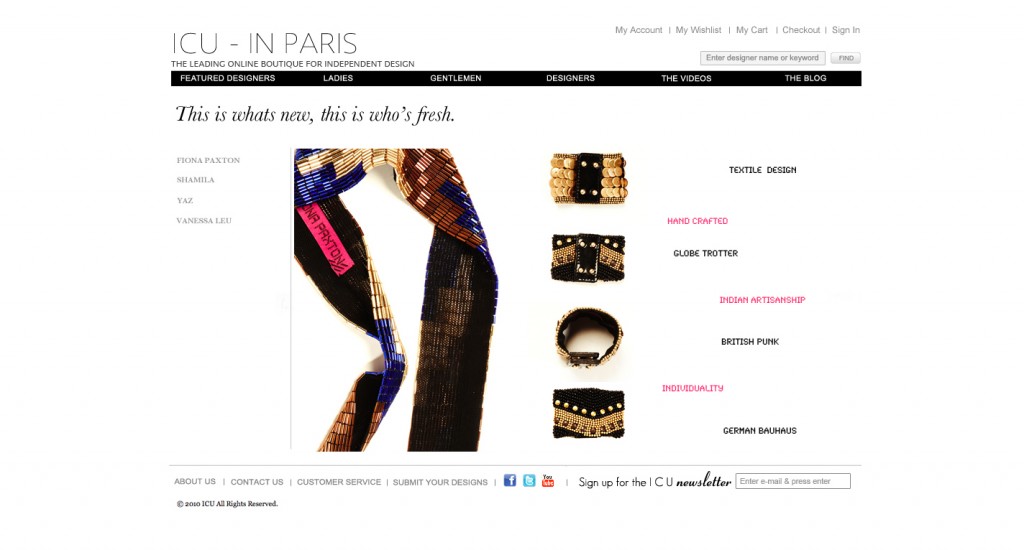 My Account | My Wishlist | My Cart | Checkout | Sign In
ICU - IN PARIS
THE LEADING ONLINE BOUTIQUE FOR INDEPENDENT DESIGN
Enter designer name or keyword FIND
FEATURED DESIGNERS LADIES GENTLEMEN DESIGNERS THE VIDEOS THE BLOG
This is whats new, this is who's fresh.
FIONA PAXTON
SHAMILA
YAZ
VANESSA LEU
NA PAXTON
TEXTILE DESIGN
HAND CRAFTED
GLOBE TROTTER
INDIAN ARTISANSHIP
BRITISH PUNK
INDIVIDUALITY
GERMAN BAUHAUS
ABOUT US | CONTACT US | CUSTOMER SERVICE | SUBMIT YOUR DESIGNS | f t You Tube | Sign up for the I C U newsletter Enter e-mail & press enter
© 2010 ICU All Rights Reserved.